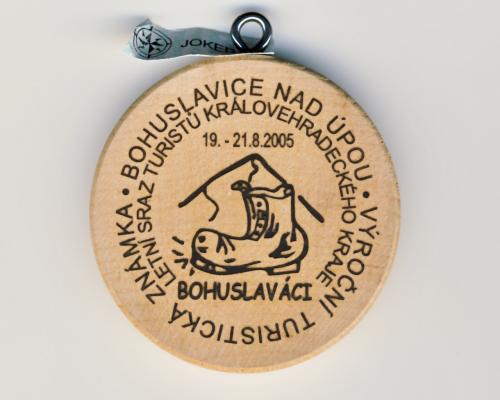 JOKER
BOHUSLAVICE NAD ÚPOU • VÝROČNÍ TURISTICKÁ ZNÁMKA •
LETNÍ SRAZ TURISTŮ KRÁLOVEHRADECKÉHO KRAJE
19. - 21.8.2005
BOHUSLAVÁCI